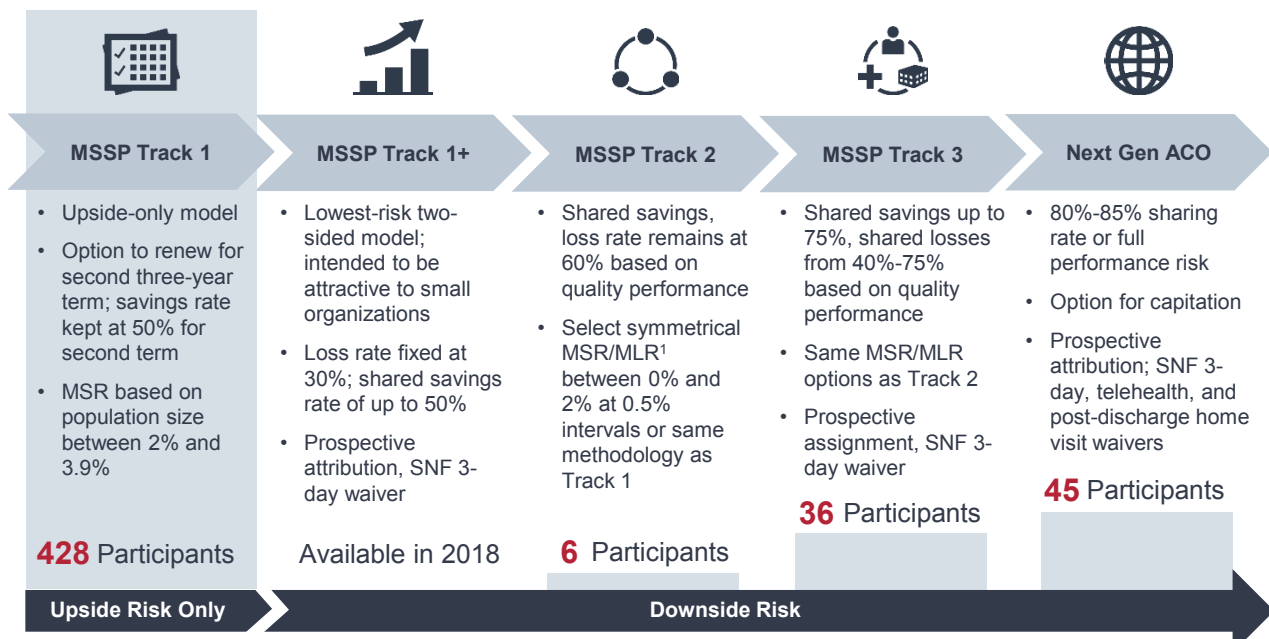 MSSP Track 1
MSSP Track 1+
MSSP Track 2
MSSP Track 3
Next Gen ACO
• Upside-only model
• Option to renew for
second three-year
term; savings rate
kept at 50% for
second term
• MSR based on
population size
between 2% and
3.9%
428 Participants
• Lowest-risk two-
sided model;
intended to be
attractive to small
organizations
• Loss rate fixed at
30%; shared savings
rate of up to 50%
• Prospective
attribution, SNF 3-
day waiver
Available in 2018
• Shared savings,
loss rate remains at
60% based on
quality performance
• Select symmetrical
MSR/MLR¹
between 0% and
2% at 0.5%
intervals or same
methodology as
Track 1
6 Participants
• Shared savings up to
75%, shared losses
from 40%-75%
based on quality
performance
• Same MSR/MLR
options as Track 2
• Prospective
assignment, SNF 3-
day waiver
36 Participants
• 80%-85% sharing
rate or full
performance risk
• Option for capitation
• Prospective
attribution; SNF 3-
day, telehealth, and
post-discharge home
visit waivers
45 Participants
Upside Risk Only
Downside Risk